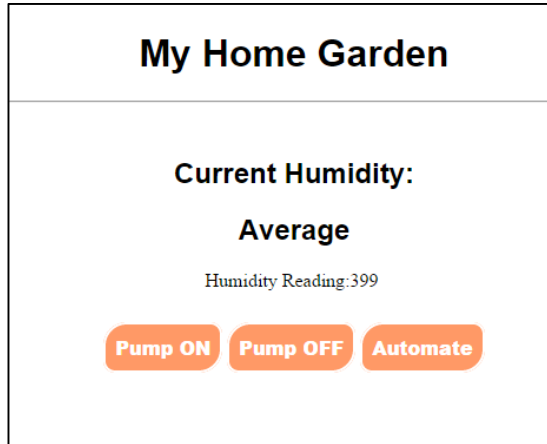 My Home Garden
Current Humidity:
Average
Humidity Reading:399
Pump ON Pump OFF Automate